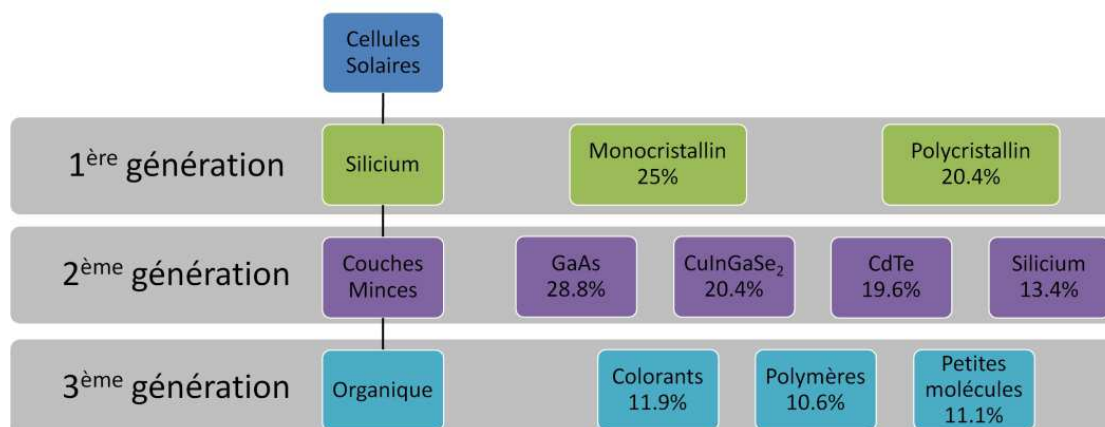 Cellules
Solaires
1ère génération
Silicium
Monocristallin
25%
Polycristallin
20.4%
2ème génération
Couches
Minces
GaAs
28.8%
CuInGaSe₂
20.4%
CdTe
19.6%
Silicium
13.4%
3ème génération
Organique
Colorants
11.9%
Polymères
10.6%
Petites
molécules
11.1%